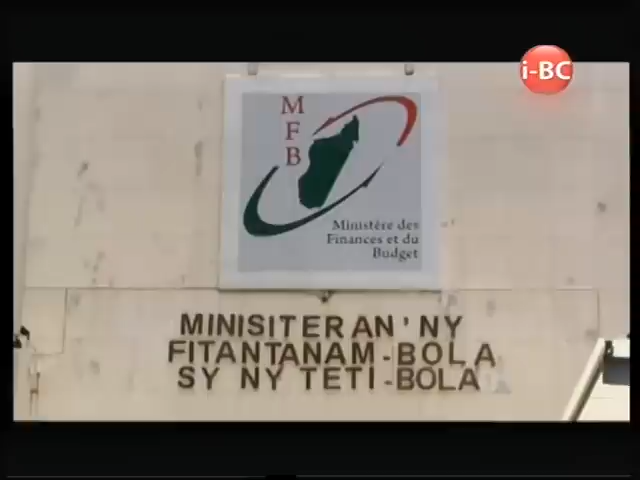 i-BC
M
F
B
Ministère des
Finances et du
Budget
MINISITERAN'NY
FITANTANAM-BOLA
SY NY TETI-BOLA